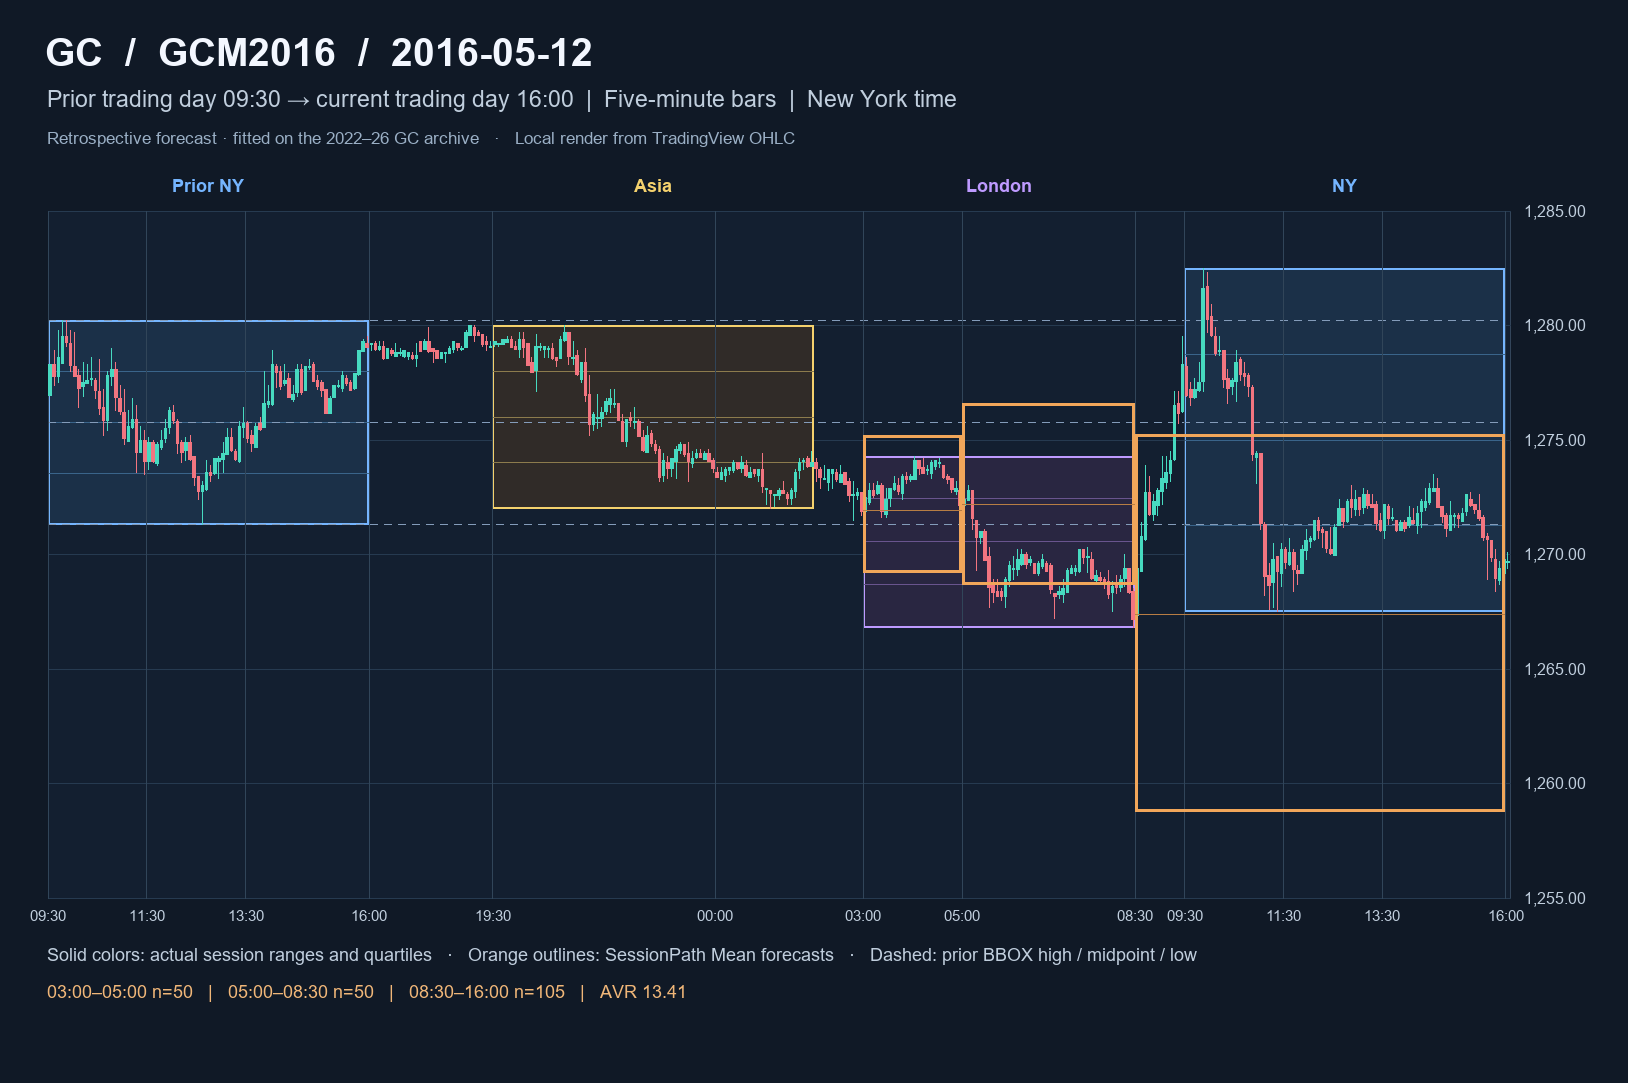 GC / GCM2016 / 2016-05-12
Prior trading day 09:30 → current trading day 16:00 | Five-minute bars | New York time
Retrospective forecast · fitted on the 2022–26 GC archive · Local render from TradingView OHLC
Prior NY Asia London NY
1,285.00
1,280.00
1,275.00
1,270.00
1,265.00
1,260.00
1,255.00
09:30 11:30 13:30 16:00 19:30 00:00 03:00 05:00 08:30 09:30 11:30 13:30 16:00
Solid colors: actual session ranges and quartiles · Orange outlines: SessionPath Mean forecasts · Dashed: prior BBOX high / midpoint / low
03:00–05:00 n=50 | 05:00–08:30 n=50 | 08:30–16:00 n=105 | AVR 13.41